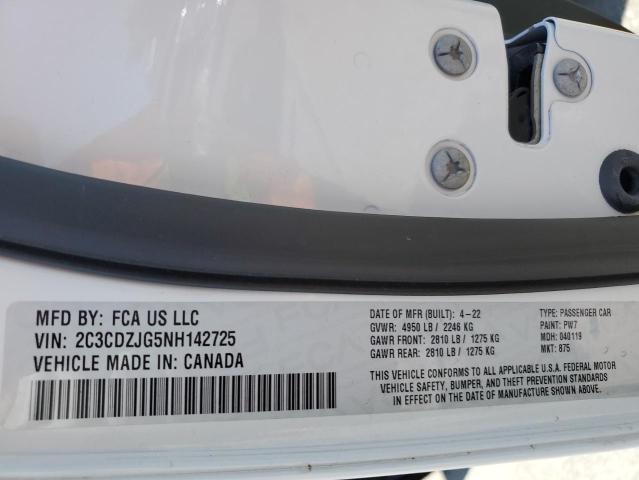 MFD BY: FCA US LLC
VIN: 2C3CDZJG5NH142725
VEHICLE MADE IN: CANADA
DATE OF MFR (BUILT): 4-22
GVWR: 4950 LB / 2246 KG
GAWR FRONT: 2810 LB / 1275 KG
GAWR REAR: 2810 LB / 1275 KG
TYPE: PASSENGER CAR
PAINT: PW7
MDH: 040119
MKT: 875
THIS VEHICLE CONFORMS TO ALL APPLICABLE U.S.A. FEDERAL MOTOR
VEHICLE SAFETY, BUMPER, AND THEFT PREVENTION STANDARDS
IN EFFECT ON THE DATE OF MANUFACTURE SHOWN ABOVE.